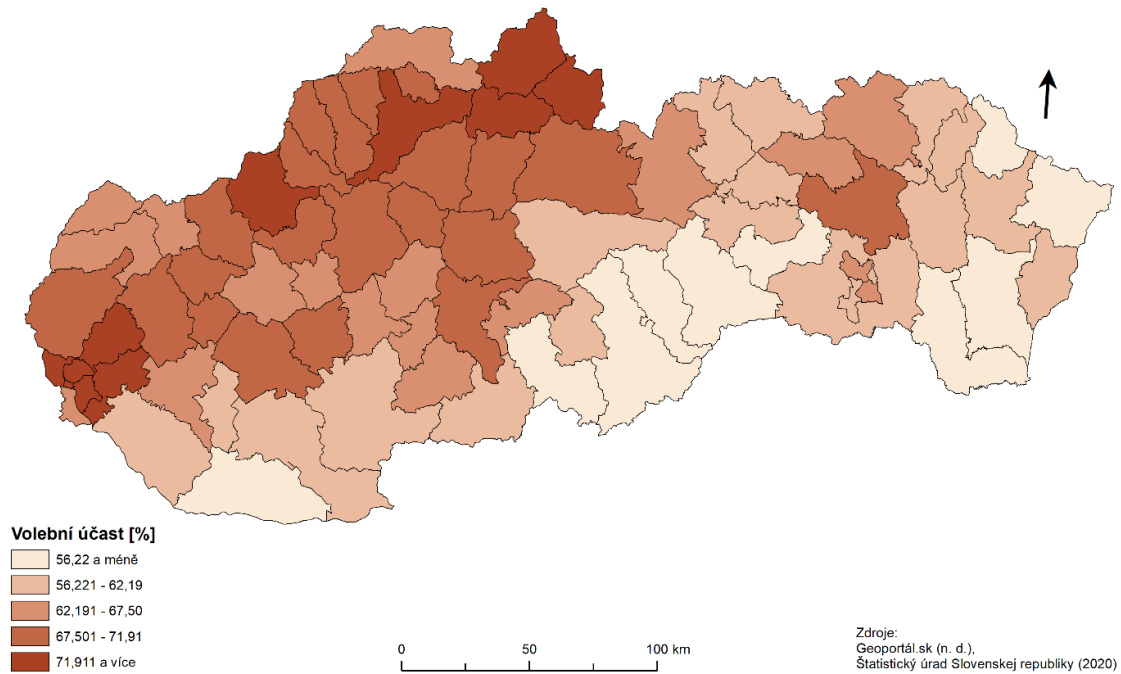 Volební účast [%]
56,22 a méně
56,221 - 62,19
62,191 - 67,50
67,501 - 71,91
71,911 a více
0 50 100 km
Zdroje:
Geoportál.sk (n. d.),
Štatistický úrad Slovenskej republiky (2020)